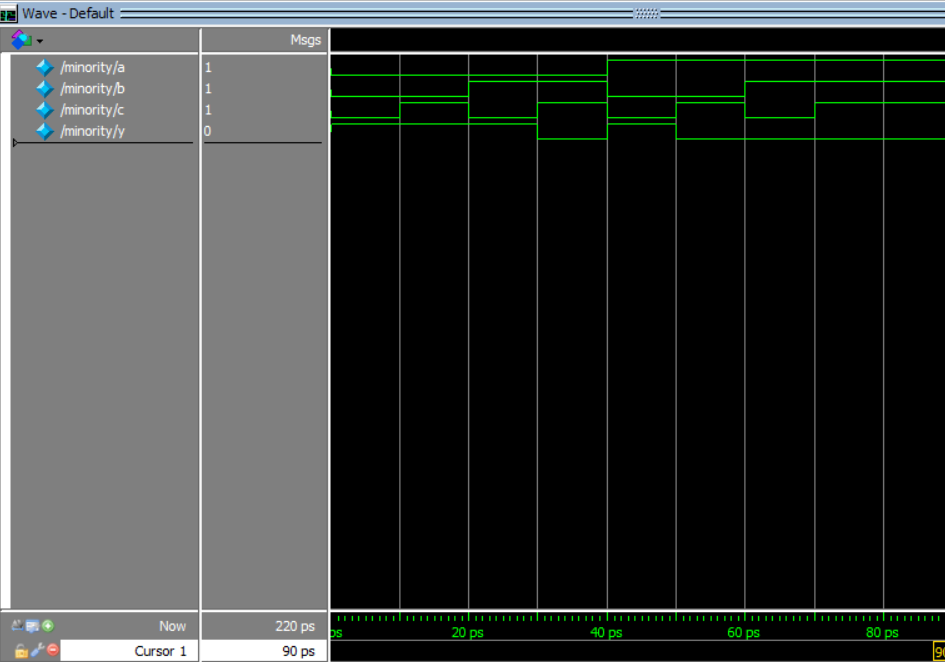 Wave - Default
Msgs
/minority/a 1
/minority/b 1
/minority/c 1
/minority/y 0
Now 220 ps
ps 20 ps 40 ps 60 ps 80 ps
Cursor 1 90 ps
90